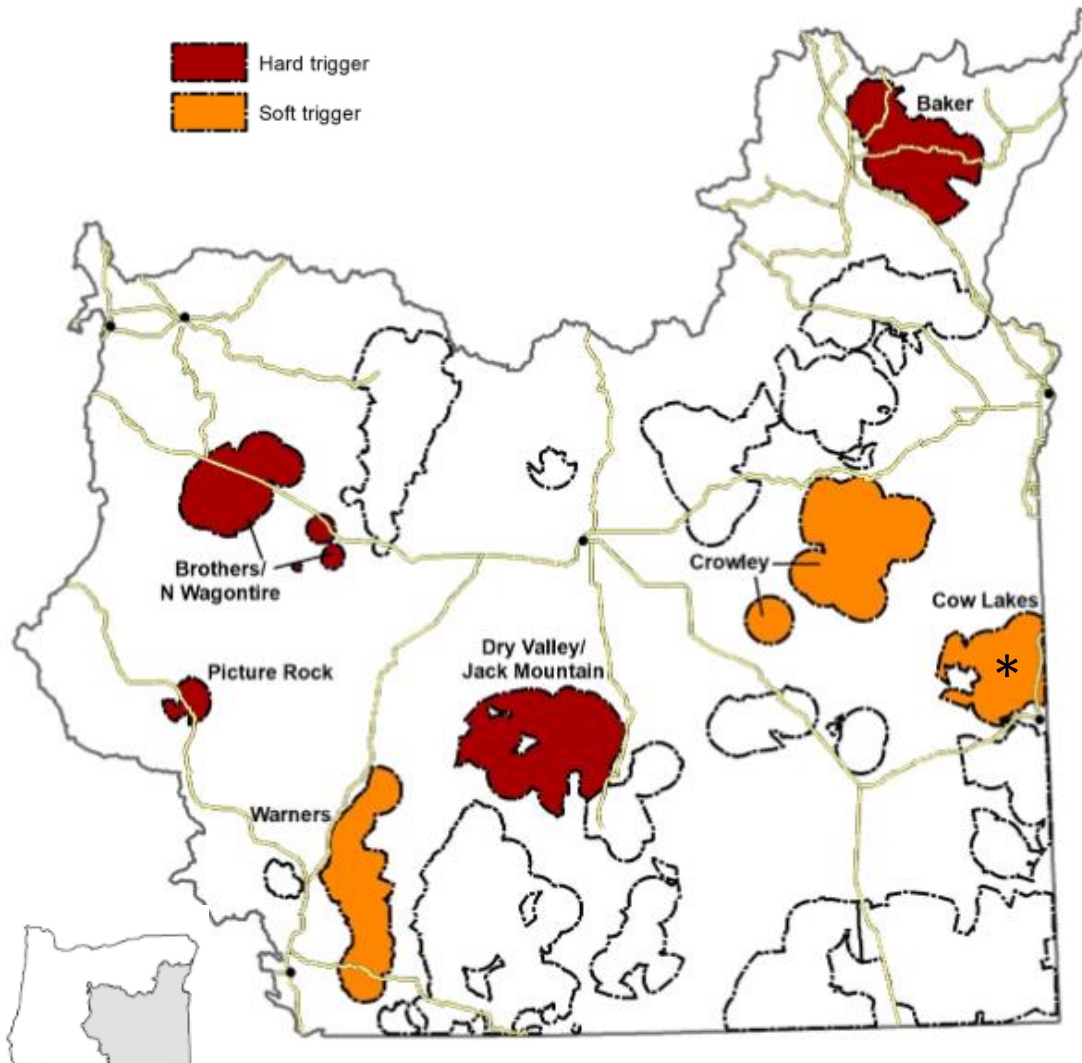 Hard trigger
Soft trigger
Baker
Brothers/
N Wagontire
Crowley
Cow Lakes
*
Dry Valley/
Jack Mountain
Picture Rock
Warners